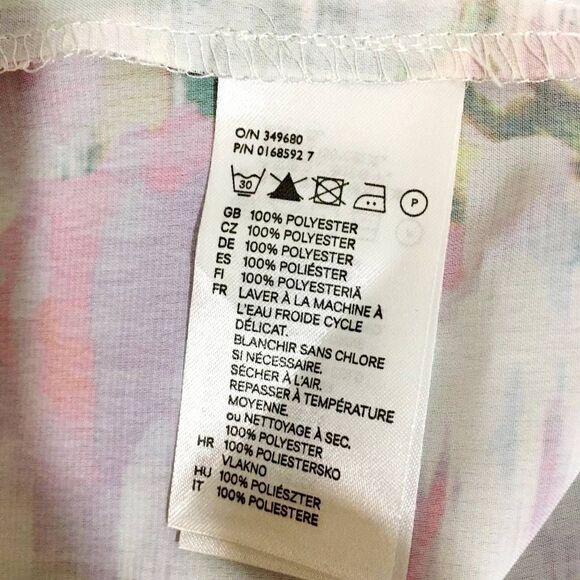 O/N 349680
P/N 0168592 7
30 P
GB 100% POLYESTER
CZ 100% POLYESTER
DE 100% POLYESTER
ES 100% POLIÉSTER
FI 100% POLYESTERIÄ
FR LAVER À LA MACHINE À
L'EAU FROIDE CYCLE
DÉLICAT.
BLANCHIR SANS CHLORE
SI NÉCESSAIRE.
SÉCHER À L'AIR.
REPASSER À TEMPÉRATURE
MOYENNE.
ou NETTOYAGE À SEC.
100% POLYESTER
HR 100% POLIESTERSKO
VLAKNO
HU 100% POLIÉSZTER
IT 100% POLIESTERE